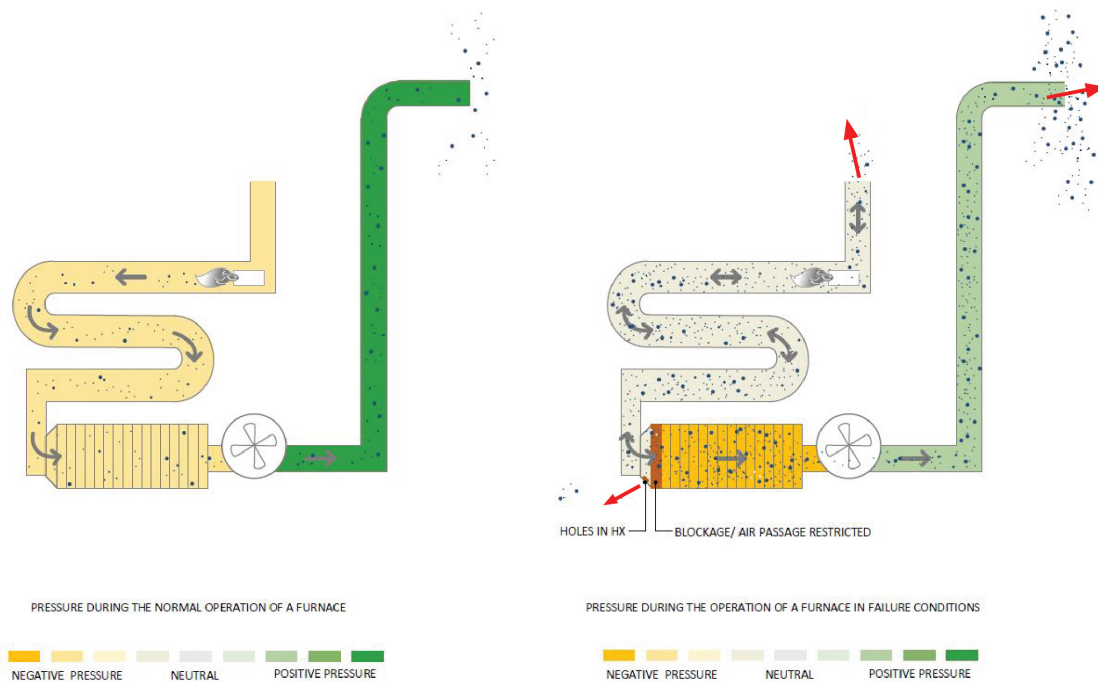 HOLES IN HX
BLOCKAGE/ AIR PASSAGE RESTRICTED
PRESSURE DURING THE NORMAL OPERATION OF A FURNACE
PRESSURE DURING THE OPERATION OF A FURNACE IN FAILURE CONDITIONS
NEGATIVE PRESSURE
NEUTRAL
POSITIVE PRESSURE
NEGATIVE PRESSURE
NEUTRAL
POSITIVE PRESSURE